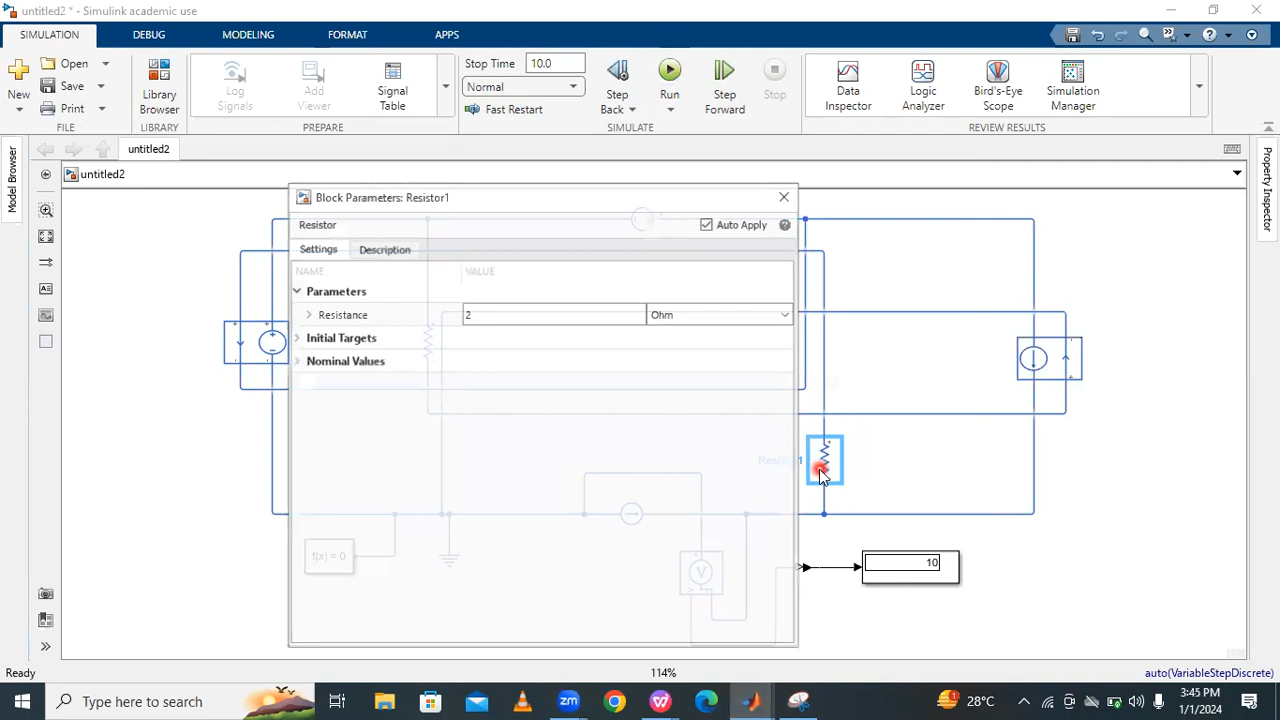 untitled2 * - Simulink academic use
SIMULATION DEBUG MODELING FORMAT APPS
New
Open
Save
Print
FILE
Library
Browser
LIBRARY
Log
Signals
Add
Viewer
Signal
Table
PREPARE
Stop Time 10.0
Normal
Fast Restart
Step
Back
Run
Step
Forward
Stop
SIMULATE
Data
Inspector
Logic
Analyzer
Bird's-Eye
Scope
Simulation
Manager
REVIEW RESULTS
untitled2
untitled2
Model Browser
Property Inspector
Block Parameters: Resistor1
Resistor
Auto Apply
Settings Description
NAME VALUE
Parameters
Resistance 2 Ohm
Initial Targets
Nominal Values
f(x) = 0
V
10
Ready 114% auto(VariableStepDiscrete)
Type here to search
28°C
3:45 PM
1/1/2024